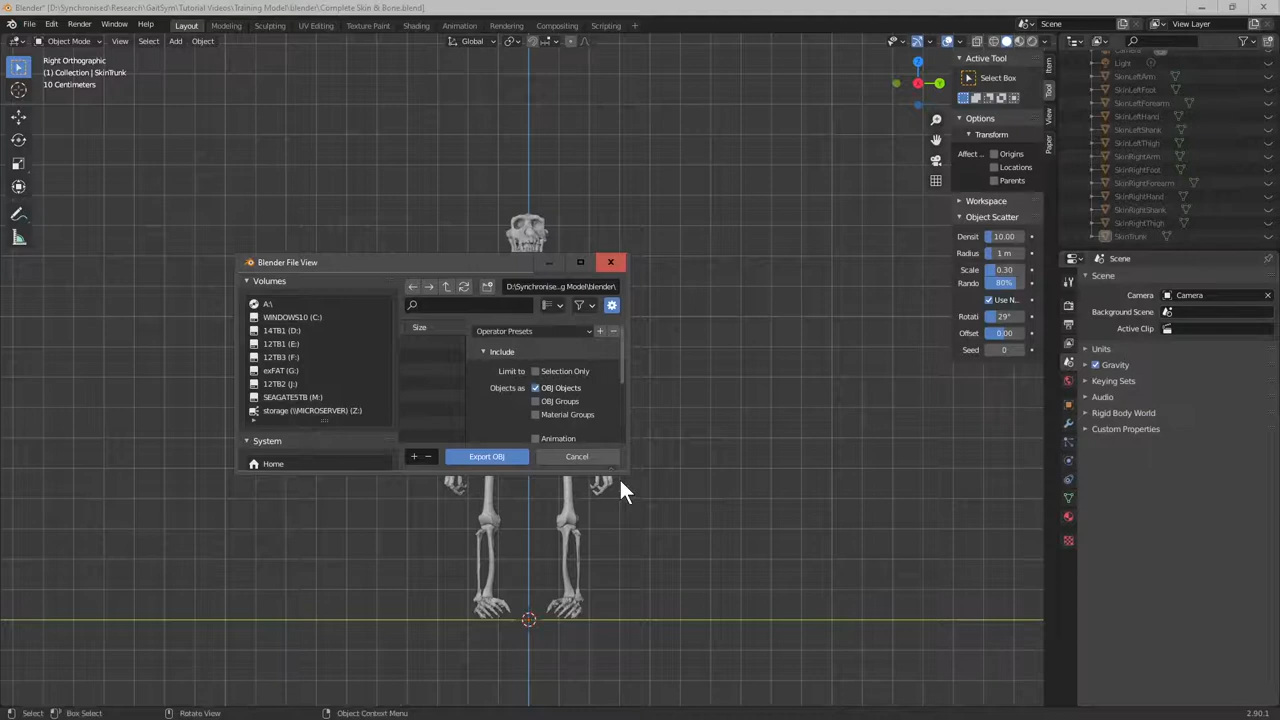 Blender* [D:\Synchronised\Research\GaitSym\Tutorial Videos\Training Model\blender\Complete Skin & Bone.blend]
File Edit Render Window Help Layout Modeling Sculpting UV Editing Texture Paint Shading Animation Rendering Compositing Scripting + Scene View Layer
Object Mode View Select Add Object Global
Right Orthographic
(1) Collection | SkinTrunk
10 Centimeters
Z
Y
Active Tool
Select Box
Options
Transform
Affect... Origins
Locations
Parents
Workspace
Object Scatter
Densit 10.00
Radius 1 m
Scale 0.30
Rando 80%
Use N...
Rotati 29°
Offset 0.00
Seed 0
Item
Tool
View
Paper
Camera
Light
SkinLeftArm
SkinLeftFoot
SkinLeftForearm
SkinLeftHand
SkinLeftShank
SkinLeftThigh
SkinRightArm
SkinRightFoot
SkinRightForearm
SkinRightHand
SkinRightShank
SkinRightThigh
SkinTrunk
Scene
Scene
Camera Camera
Background Scene
Active Clip
Units
Gravity
Keying Sets
Audio
Rigid Body World
Custom Properties
Blender File View
Volumes
A:\
WINDOWS10 (C:)
14TB1 (D:)
12TB1 (E:)
12TB3 (F:)
exFAT (G:)
12TB2 (J:)
SEAGATE5TB (M:)
storage (\\MICROSERVER) (Z:)
System
Home
D:\Synchronise...g Model\blender\
Size
Operator Presets + −
Include
Limit to Selection Only
Objects as OBJ Objects
OBJ Groups
Material Groups
Animation
+ − Export OBJ Cancel
Select Box Select Rotate View Object Context Menu 2.90.1